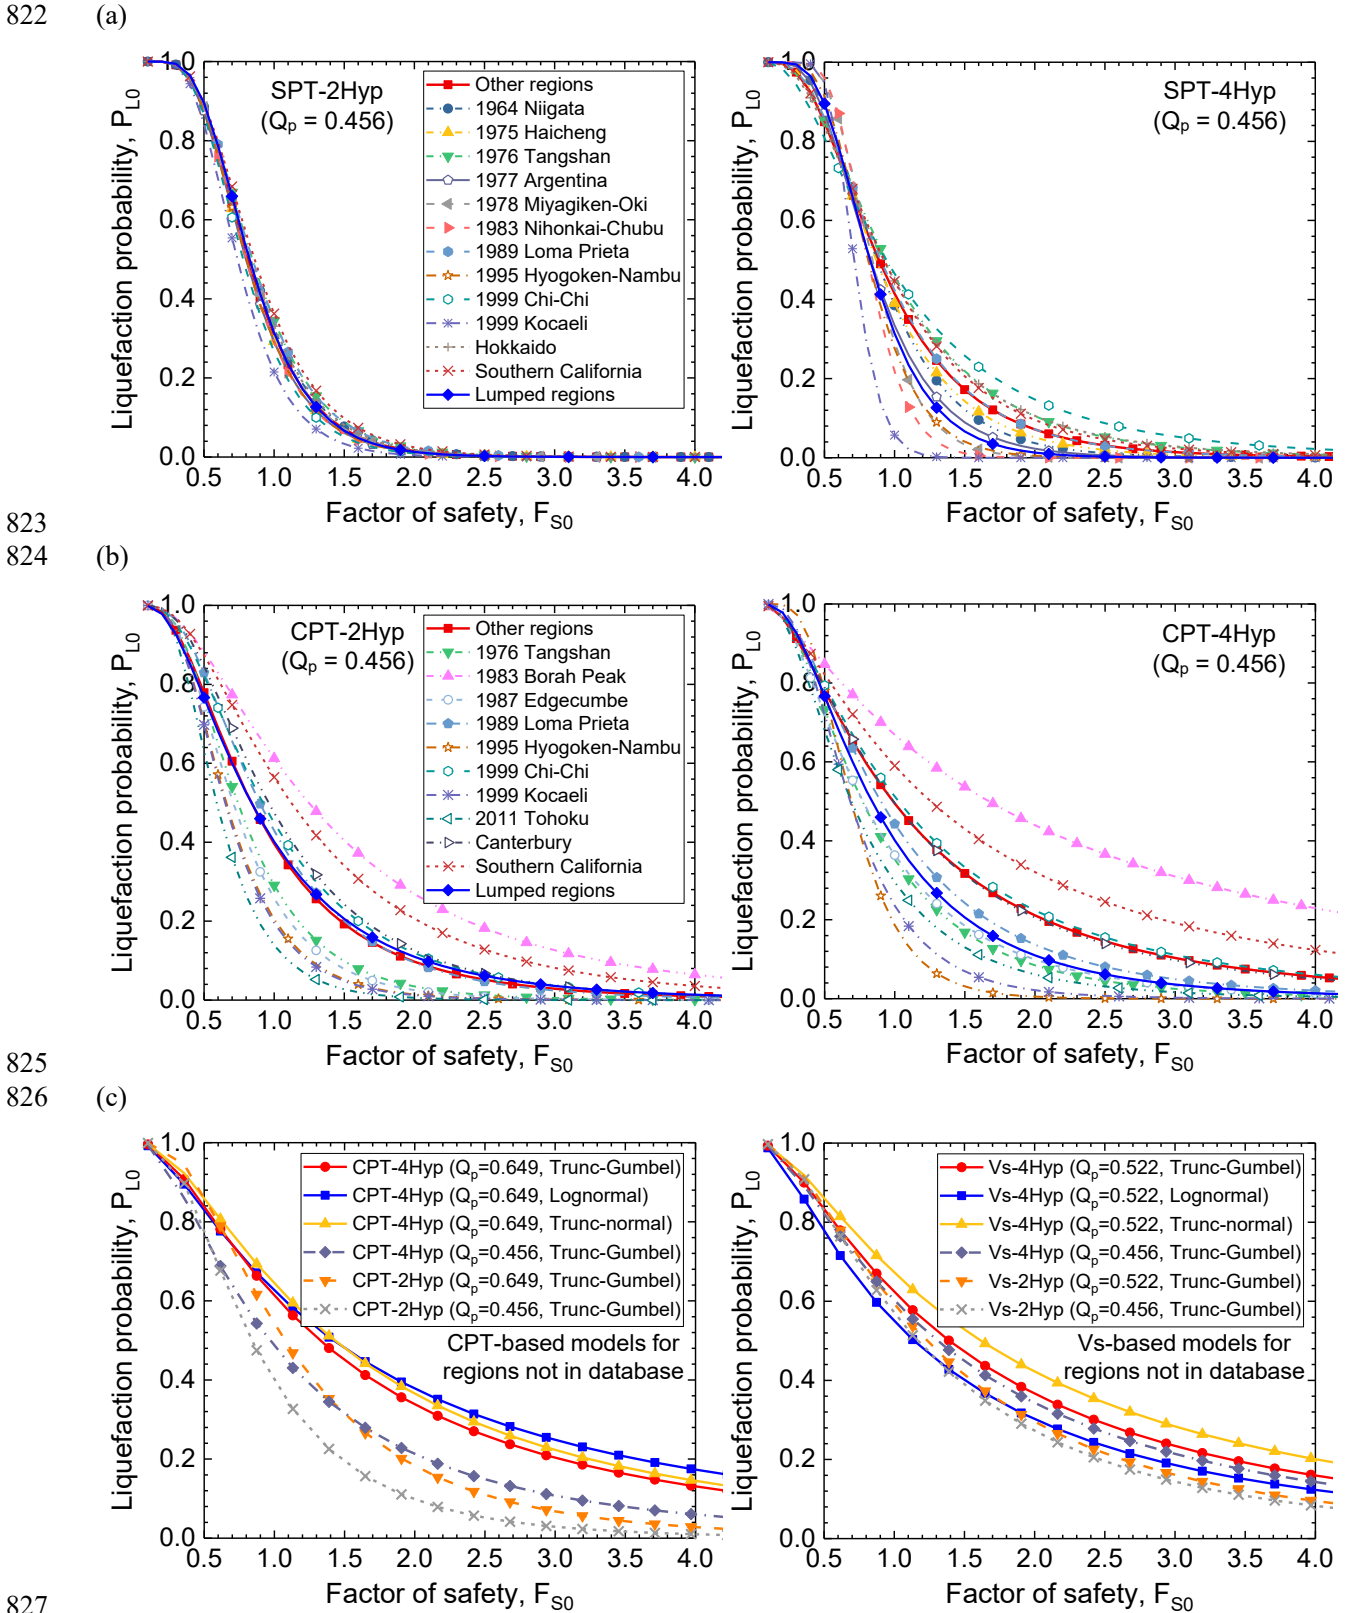 822 (a)
SPT-2Hyp
(Qp = 0.456)
Other regions
1964 Niigata
1975 Haicheng
1976 Tangshan
1977 Argentina
1978 Miyagiken-Oki
1983 Nihonkai-Chubu
1989 Loma Prieta
1995 Hyogoken-Nambu
1999 Chi-Chi
1999 Kocaeli
Hokkaido
Southern California
Lumped regions
Liquefaction probability, PL0
1.0
0.8
0.6
0.4
0.2
0.0
0.5 1.0 1.5 2.0 2.5 3.0 3.5 4.0
Factor of safety, FS0
SPT-4Hyp
(Qp = 0.456)
Liquefaction probability, PL0
1.0
0.8
0.6
0.4
0.2
0.0
0.5 1.0 1.5 2.0 2.5 3.0 3.5 4.0
Factor of safety, FS0
823
824 (b)
CPT-2Hyp
(Qp = 0.456)
Other regions
1976 Tangshan
1983 Borah Peak
1987 Edgecumbe
1989 Loma Prieta
1995 Hyogoken-Nambu
1999 Chi-Chi
1999 Kocaeli
2011 Tohoku
Canterbury
Southern California
Lumped regions
Liquefaction probability, PL0
1.0
0.8
0.6
0.4
0.2
0.0
0.5 1.0 1.5 2.0 2.5 3.0 3.5 4.0
Factor of safety, FS0
CPT-4Hyp
(Qp = 0.456)
Liquefaction probability, PL0
1.0
0.8
0.6
0.4
0.2
0.0
0.5 1.0 1.5 2.0 2.5 3.0 3.5 4.0
Factor of safety, FS0
825
826 (c)
CPT-4Hyp (Qp=0.649, Trunc-Gumbel)
CPT-4Hyp (Qp=0.649, Lognormal)
CPT-4Hyp (Qp=0.649, Trunc-normal)
CPT-4Hyp (Qp=0.456, Trunc-Gumbel)
CPT-2Hyp (Qp=0.649, Trunc-Gumbel)
CPT-2Hyp (Qp=0.456, Trunc-Gumbel)
CPT-based models for
regions not in database
Liquefaction probability, PL0
1.0
0.8
0.6
0.4
0.2
0.0
0.5 1.0 1.5 2.0 2.5 3.0 3.5 4.0
Factor of safety, FS0
Vs-4Hyp (Qp=0.522, Trunc-Gumbel)
Vs-4Hyp (Qp=0.522, Lognormal)
Vs-4Hyp (Qp=0.522, Trunc-normal)
Vs-4Hyp (Qp=0.456, Trunc-Gumbel)
Vs-2Hyp (Qp=0.522, Trunc-Gumbel)
Vs-2Hyp (Qp=0.456, Trunc-Gumbel)
Vs-based models for
regions not in database
Liquefaction probability, PL0
1.0
0.8
0.6
0.4
0.2
0.0
0.5 1.0 1.5 2.0 2.5 3.0 3.5 4.0
Factor of safety, FS0
827